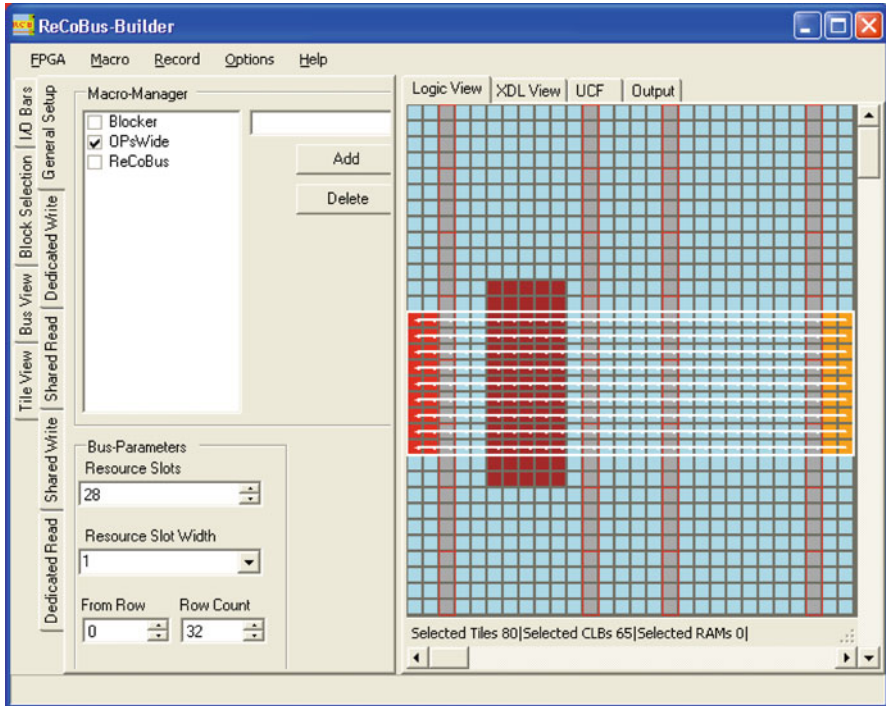 ReCoBus-Builder
FPGA Macro Record Options Help
I/O Bars
Block Selection
Bus View
Tile View
General Setup
Dedicated Write
Shared Read
Shared Write
Dedicated Read
Macro-Manager
Blocker
OPsWide
ReCoBus
Add
Delete
Bus-Parameters
Resource Slots
28
Resource Slot Width
1
From Row Row Count
0 32
Logic View XDL View UCF Output
Selected Tiles 80|Selected CLBs 65|Selected RAMs 0|